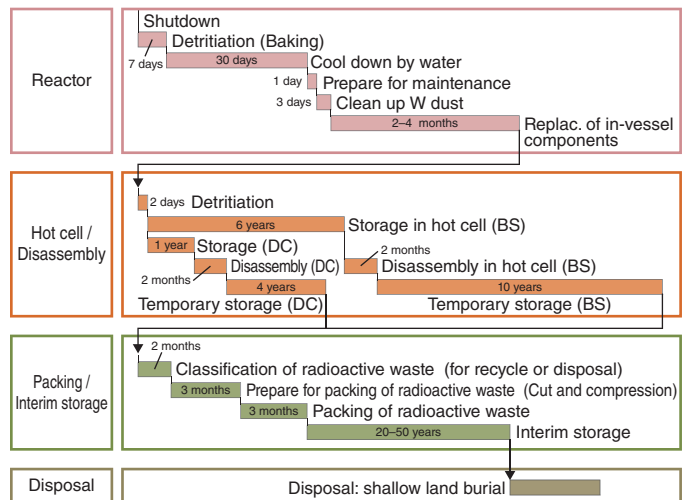 Reactor
Shutdown
Detritiation (Baking)
7 days
30 days
Cool down by water
1 day
Prepare for maintenance
3 days
Clean up W dust
2–4 months
Replac. of in-vessel
components
Hot cell /
Disassembly
2 days
Detritiation
6 years
Storage in hot cell (BS)
1 year
Storage (DC)
2 months
2 months
Disassembly (DC)
Disassembly in hot cell (BS)
4 years
10 years
Temporary storage (DC)
Temporary storage (BS)
Packing /
Interim storage
2 months
Classification of radioactive waste (for recycle or disposal)
3 months
Prepare for packing of radioactive waste (Cut and compression)
3 months
Packing of radioactive waste
20–50 years
Interim storage
Disposal
Disposal: shallow land burial